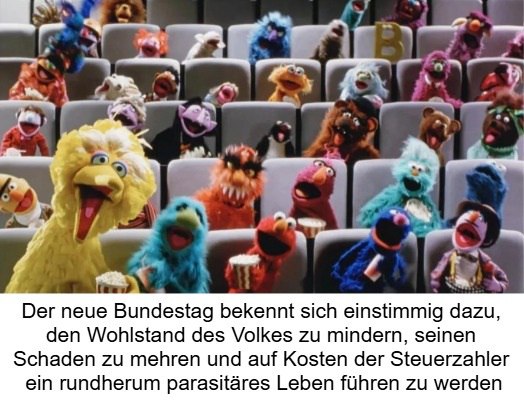 B
Der neue Bundestag bekennt sich einstimmig dazu,
den Wohlstand des Volkes zu mindern, seinen
Schaden zu mehren und auf Kosten der Steuerzahler
ein rundherum parasitäres Leben führen zu werden